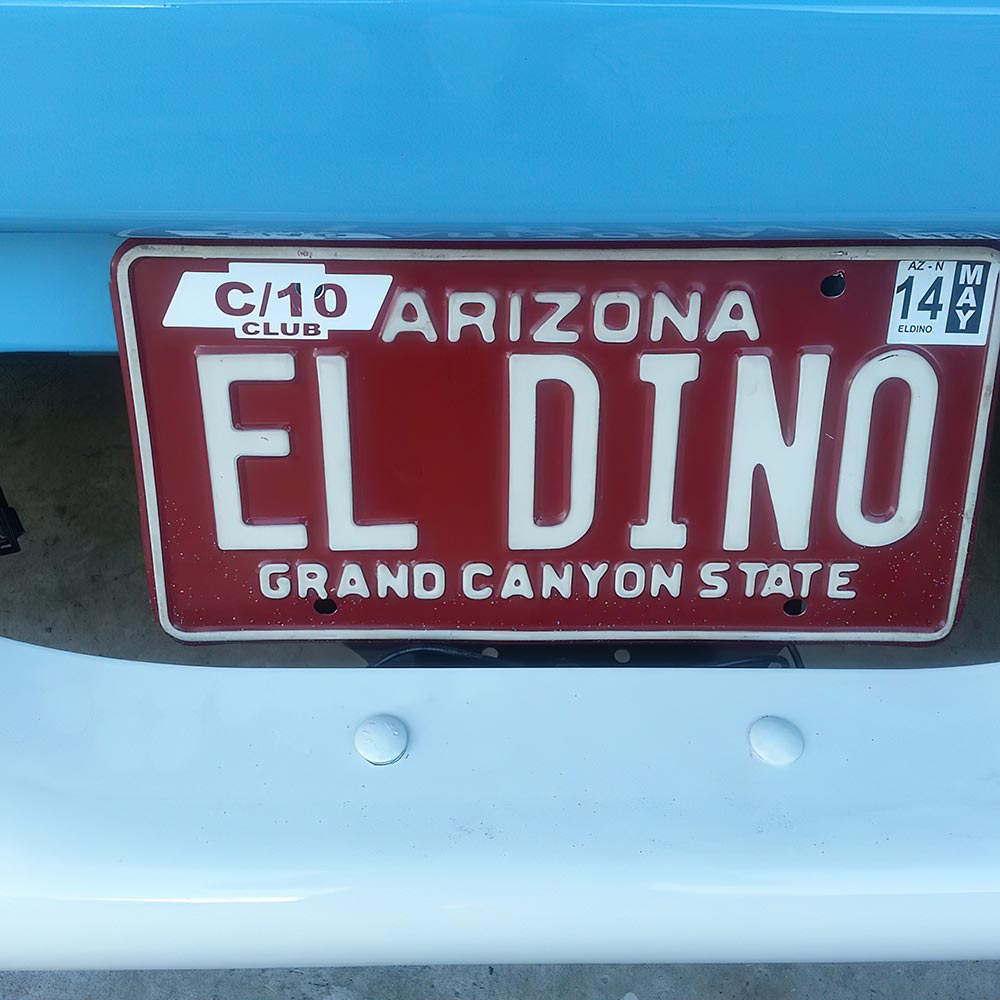 C/10
CLUB
ARIZONA
AZ - N
14
MAY
ELDINO
EL DINO
GRAND CANYON STATE